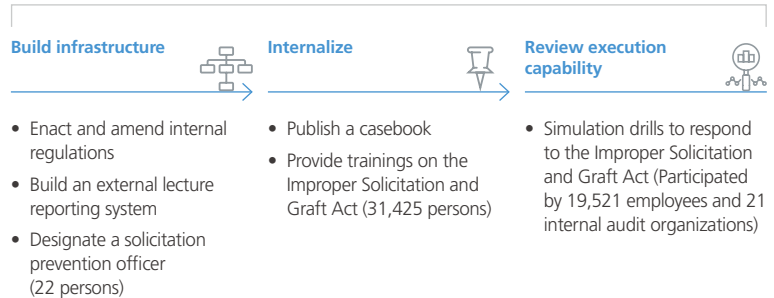 Build infrastructure
• Enact and amend internal
regulations
• Build an external lecture
reporting system
• Designate a solicitation
prevention officer
(22 persons)
Internalize
• Publish a casebook
• Provide trainings on the
Improper Solicitation and
Graft Act (31,425 persons)
Review execution
capability
• Simulation drills to respond
to the Improper Solicitation
and Graft Act (Participated
by 19,521 employees and 21
internal audit organizations)